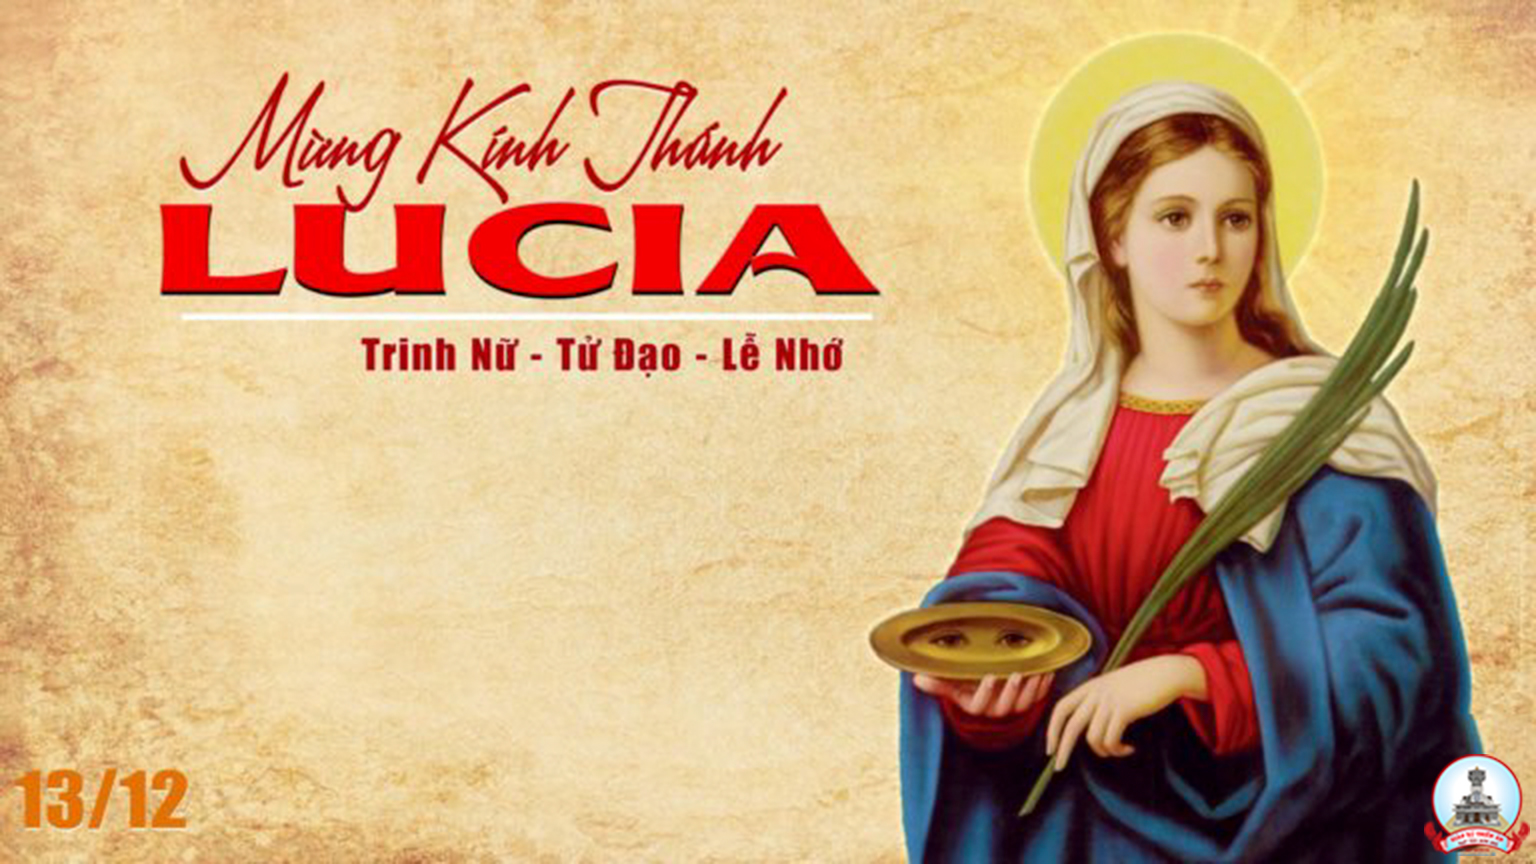 Mừng Kính Thánh
LUCIA
Trinh Nữ - Tử Đạo - Lễ Nhớ
13/12